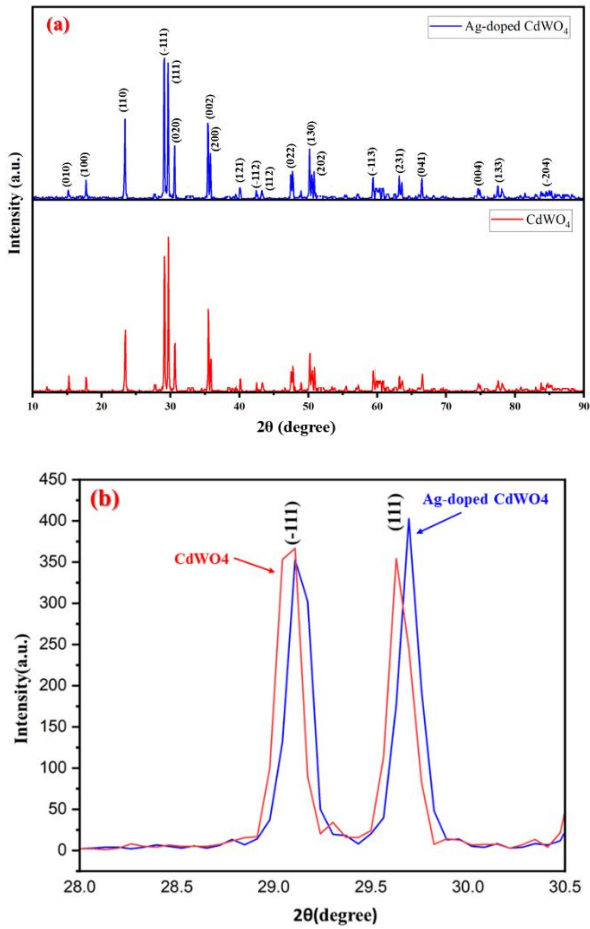 (a)
Ag-doped CdWO₄
(010)
(100)
(110)
(-111)
(111)
(020)
(002)
(200)
(121)
(-112)
(112)
(022)
(130)
(202)
(-113)
(231)
(041)
(004)
(133)
(-204)
CdWO₄
Intensity (a.u.)
10 20 30 40 50 60 70 80 90
2θ (degree)
(b)
450
400
350
300
250
200
150
100
50
0
(-111)
(111)
Ag-doped CdWO4
CdWO4
Intensity(a.u.)
28.0 28.5 29.0 29.5 30.0 30.5
2θ(degree)